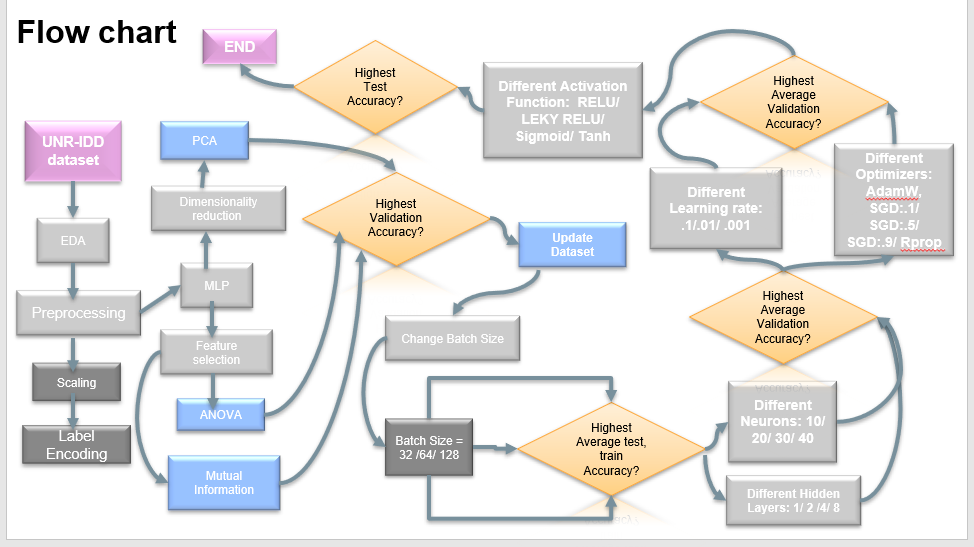 Flow chart
END
Highest
Test
Accuracy?
Different Activation
Function: RELU/
LEKY RELU/
Sigmoid/ Tanh
Highest
Average
Validation
Accuracy?
UNR-IDD
dataset
PCA
Dimensionality
reduction
Highest
Validation
Accuracy?
Update
Dataset
Different
Learning rate:
.1/.01/ .001
Different
Optimizers:
AdamW,
SGD:.1/
SGD:.5/
SGD:.9/ Rprop
EDA
MLP
Preprocessing
Feature
selection
Change Batch Size
Highest
Average
Validation
Accuracy?
Scaling
Label
Encoding
ANOVA
Mutual
Information
Batch Size =
32 /64/ 128
Highest
Average test,
train
Accuracy?
Different
Neurons: 10/
20/ 30/ 40
Different Hidden
Layers: 1/ 2 /4/ 8